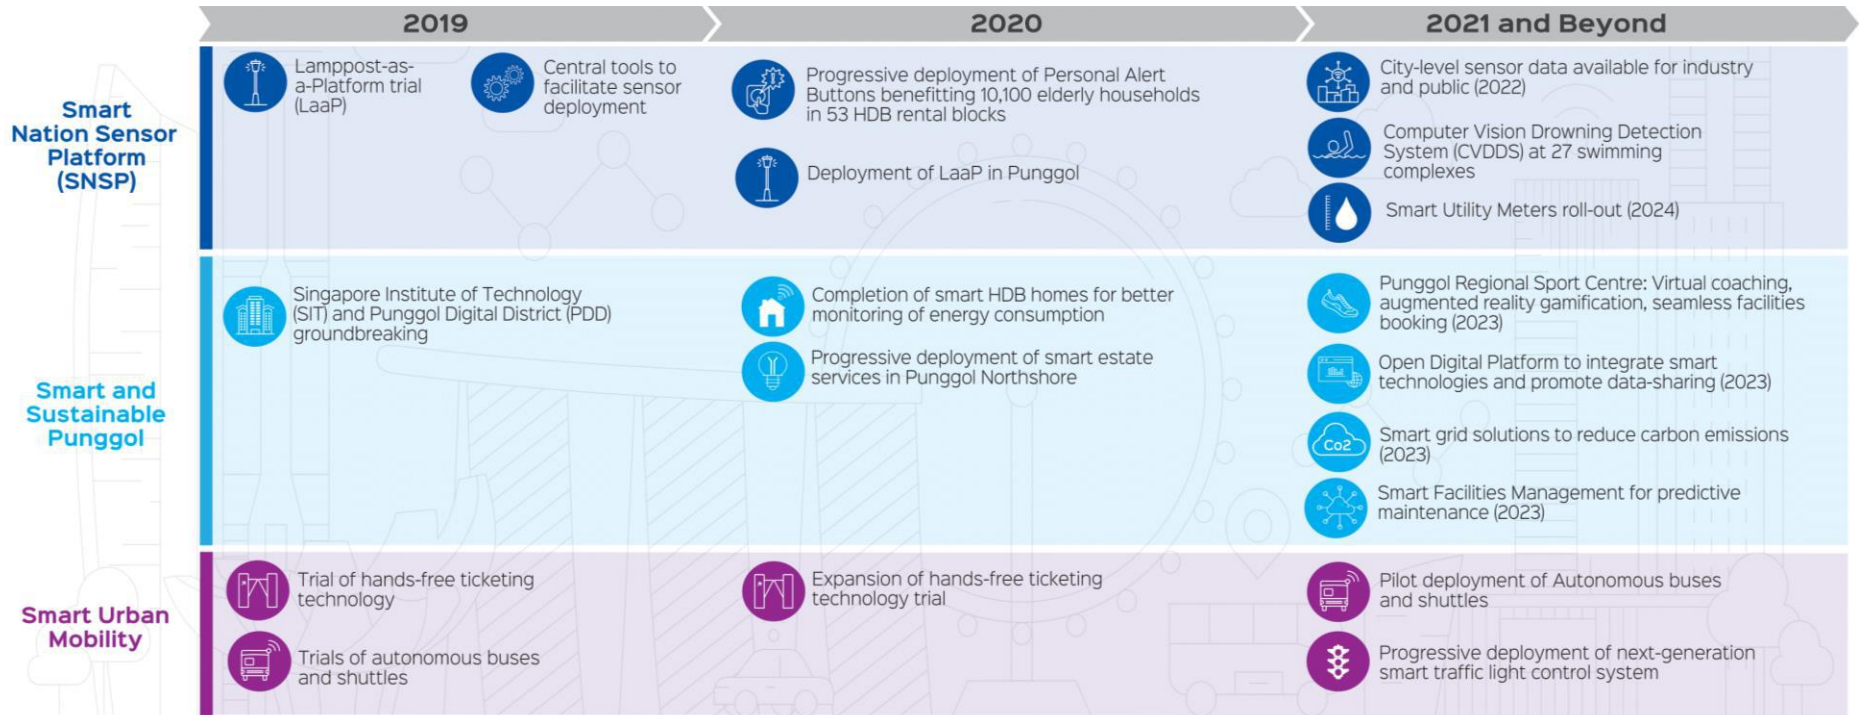 2019
2020
2021 and Beyond
Smart
Nation Sensor
Platform
(SNSP)
Lamppost-as-
a-Platform trial
(LaaP)
Central tools to
facilitate sensor
deployment
Progressive deployment of Personal Alert
Buttons benefitting 10,100 elderly households
in 53 HDB rental blocks
Deployment of LaaP in Punggol
City-level sensor data available for industry
and public (2022)
Computer Vision Drowning Detection
System (CVDDS) at 27 swimming
complexes
Smart Utility Meters roll-out (2024)
Smart and
Sustainable
Punggol
Singapore Institute of Technology
(SIT) and Punggol Digital District (PDD)
groundbreaking
Completion of smart HDB homes for better
monitoring of energy consumption
Progressive deployment of smart estate
services in Punggol Northshore
Punggol Regional Sport Centre: Virtual coaching,
augmented reality gamification, seamless facilities
booking (2023)
Open Digital Platform to integrate smart
technologies and promote data-sharing (2023)
Co2
Smart grid solutions to reduce carbon emissions
(2023)
Smart Facilities Management for predictive
maintenance (2023)
Smart Urban
Mobility
Trial of hands-free ticketing
technology
Trials of autonomous buses
and shuttles
Expansion of hands-free ticketing
technology trial
Pilot deployment of Autonomous buses
and shuttles
Progressive deployment of next-generation
smart traffic light control system